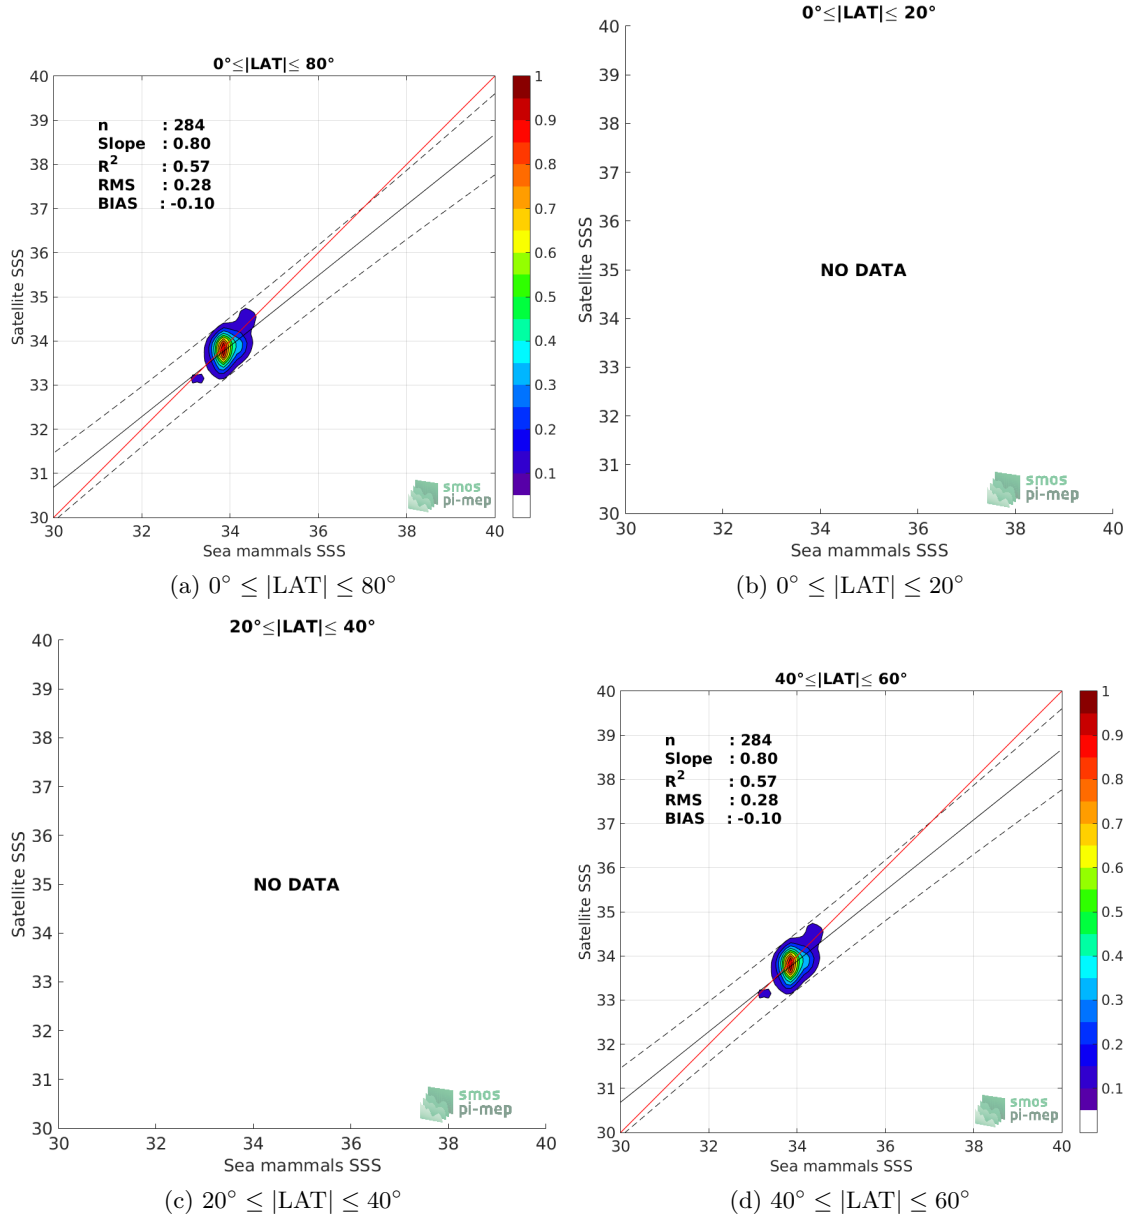 0°≤|LAT|≤ 80°
40
39
38
37
36
35
34
33
32
31
30
30
32
34
36
38
40
Satellite SSS
Sea mammals SSS
n : 284
Slope : 0.80
R² : 0.57
RMS : 0.28
BIAS : -0.10
1
0.9
0.8
0.7
0.6
0.5
0.4
0.3
0.2
0.1
smos
pi-mep
(a) 0° ≤ |LAT| ≤ 80°
0°≤|LAT|≤ 20°
40
39
38
37
36
35
34
33
32
31
30
30
32
34
36
38
40
Satellite SSS
Sea mammals SSS
NO DATA
smos
pi-mep
(b) 0° ≤ |LAT| ≤ 20°
20°≤|LAT|≤ 40°
40
39
38
37
36
35
34
33
32
31
30
30
32
34
36
38
40
Satellite SSS
Sea mammals SSS
NO DATA
smos
pi-mep
(c) 20° ≤ |LAT| ≤ 40°
40°≤|LAT|≤ 60°
40
39
38
37
36
35
34
33
32
31
30
30
32
34
36
38
40
Satellite SSS
Sea mammals SSS
n : 284
Slope : 0.80
R² : 0.57
RMS : 0.28
BIAS : -0.10
1
0.9
0.8
0.7
0.6
0.5
0.4
0.3
0.2
0.1
smos
pi-mep
(d) 40° ≤ |LAT| ≤ 60°